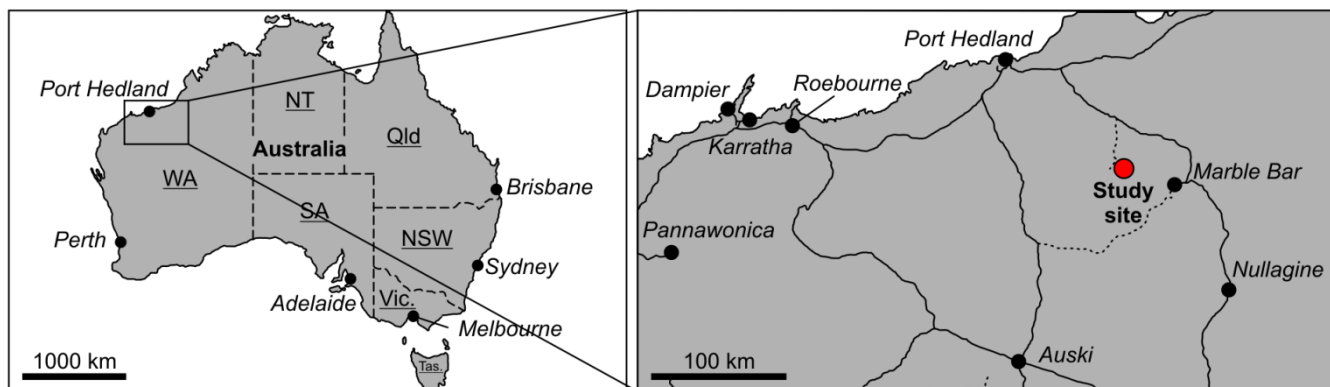 Port Hedland
NT
Qld
Australia
WA
Brisbane
SA
Perth
NSW
Sydney
Adelaide
Vic.
Melbourne
Tas.
1000 km
Port Hedland
Roebourne
Dampier
Karratha
Marble Bar
Study
site
Pannawonica
Nullagine
Auski
100 km